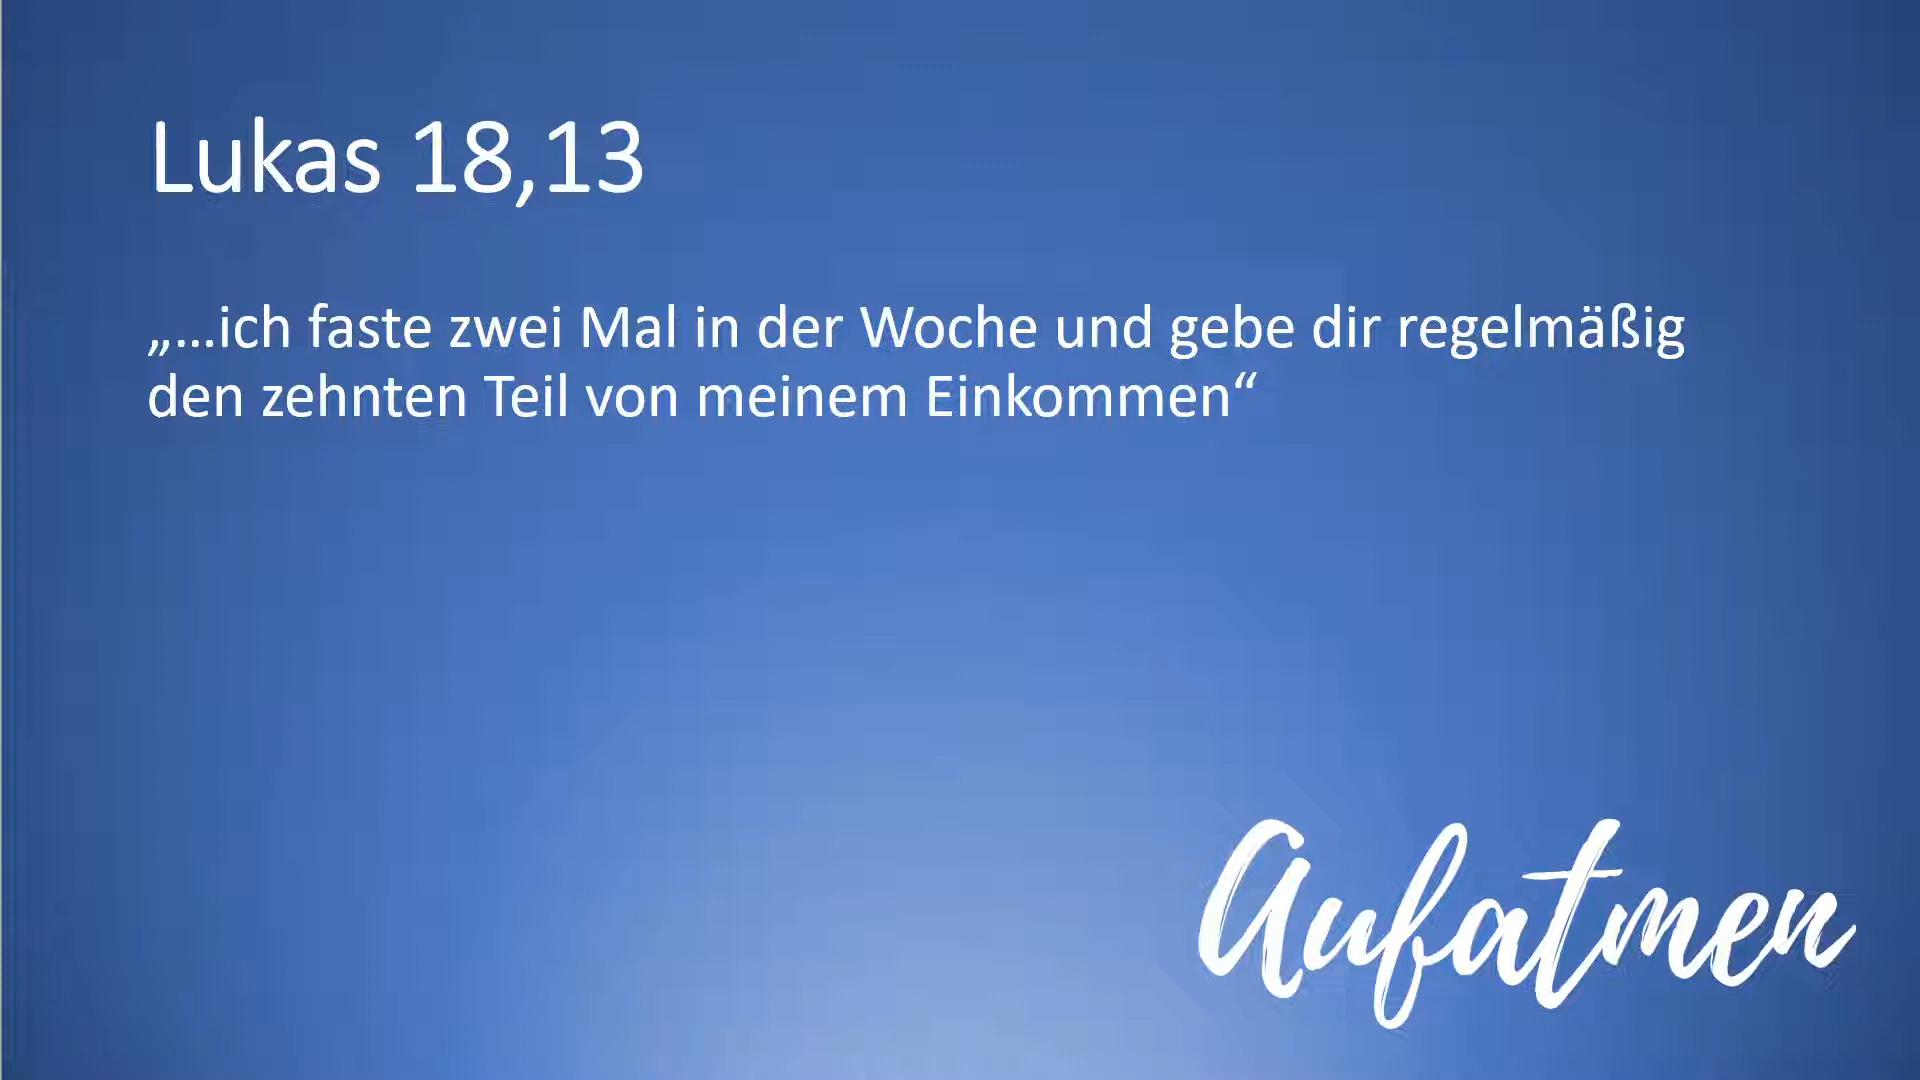 Lukas 18,13
„…ich faste zwei Mal in der Woche und gebe dir regelmäßig
den zehnten Teil von meinem Einkommen“
Aufatmen